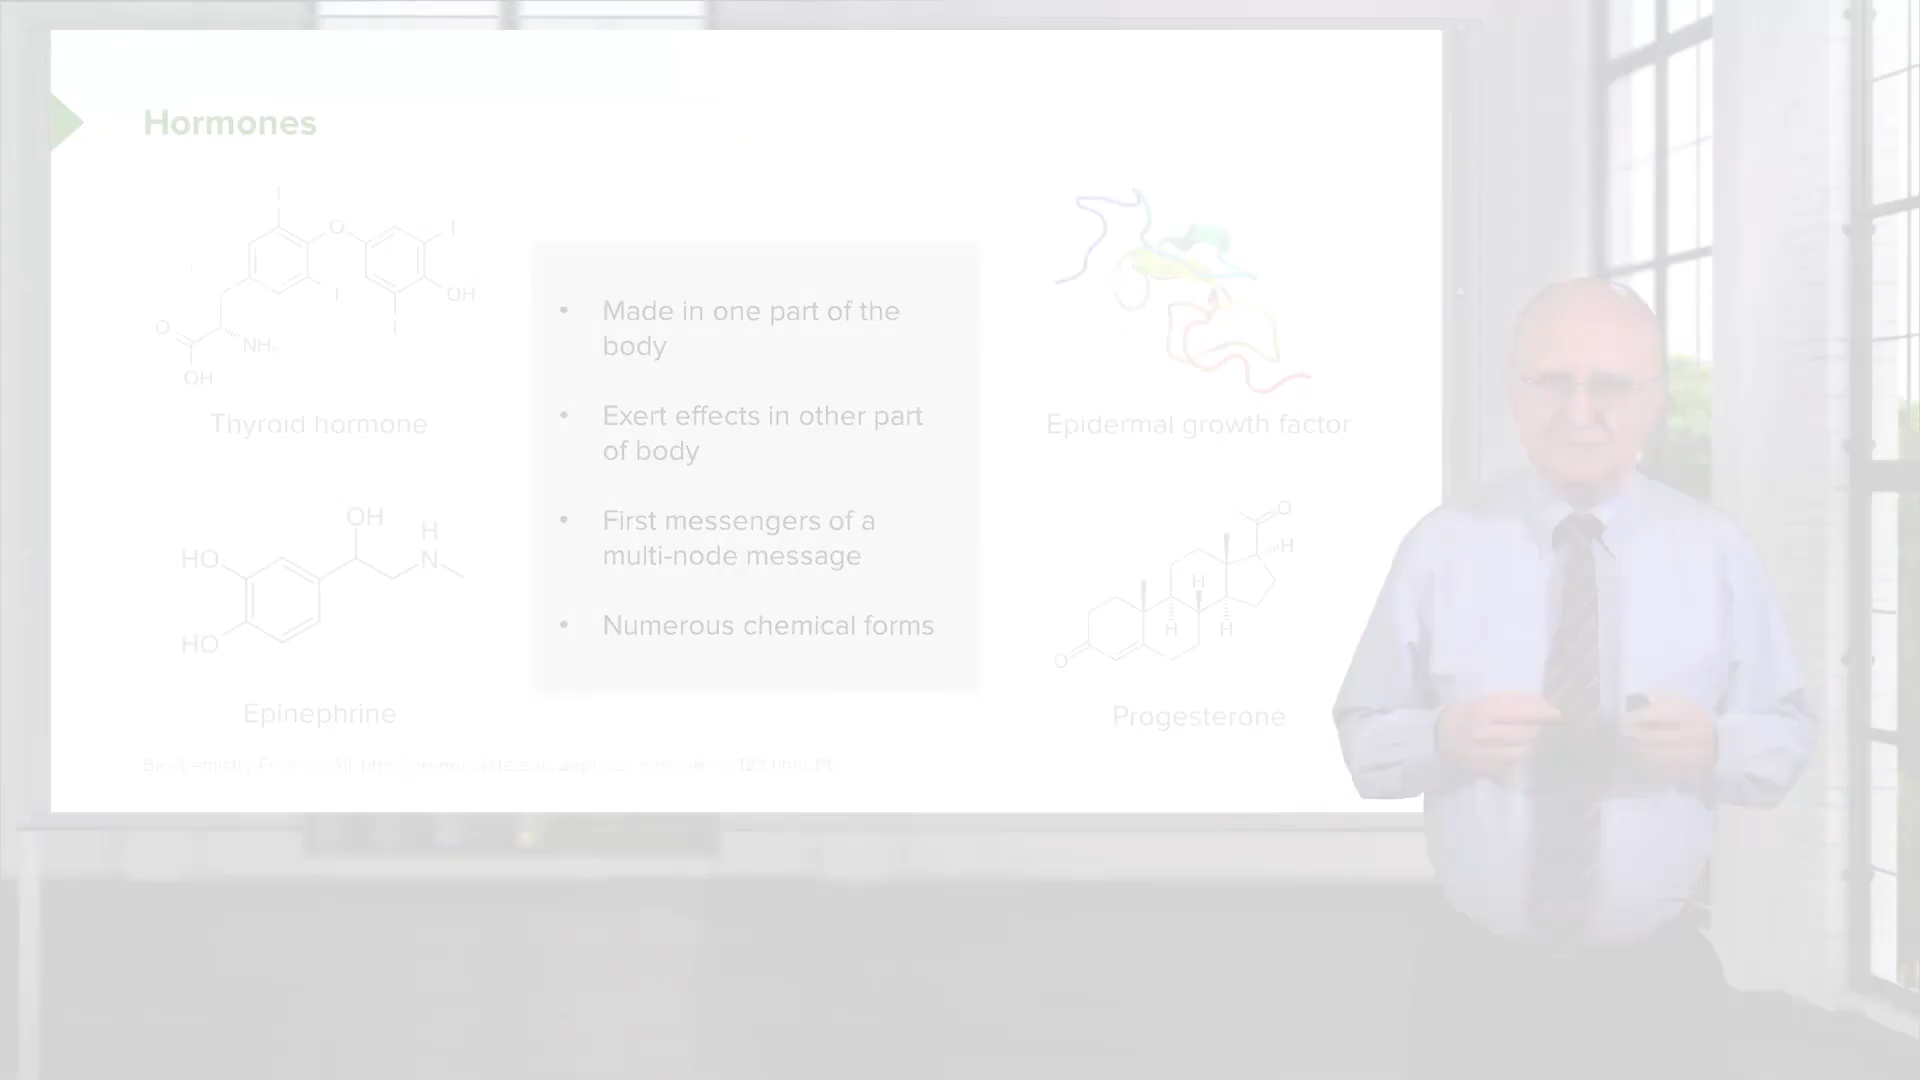 Hormones
I
O
I
I
OH
I
O
NH2
OH
Thyroid hormone
• Made in one part of the
body
• Exert effects in other part
of body
• First messengers of a
multi-node message
• Numerous chemical forms
Epidermal growth factor
OH
H
HO
N
HO
Epinephrine
O
H
H
H
H
O
Progesterone